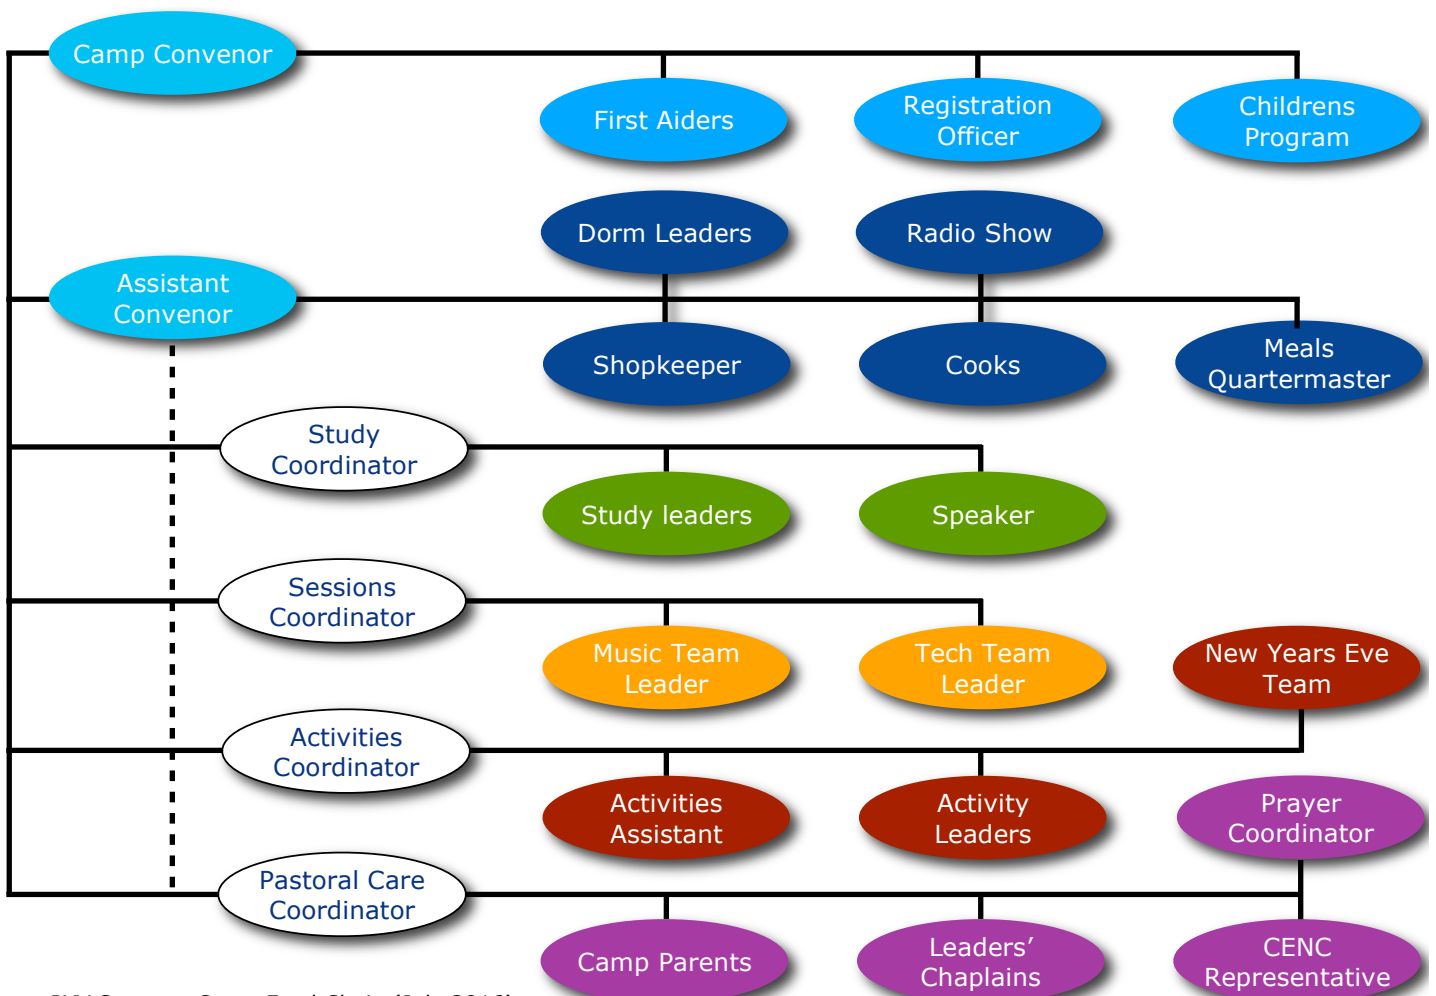 Camp Convenor
First Aiders
Registration
Officer
Childrens
Program
Dorm Leaders
Radio Show
Assistant
Convenor
Shopkeeper
Cooks
Meals
Quartermaster
Study
Coordinator
Study leaders
Speaker
Sessions
Coordinator
Music Team
Leader
Tech Team
Leader
New Years Eve
Team
Activities
Coordinator
Activities
Assistant
Activity
Leaders
Prayer
Coordinator
Pastoral Care
Coordinator
Camp Parents
Leaders’
Chaplains
CENC
Representative